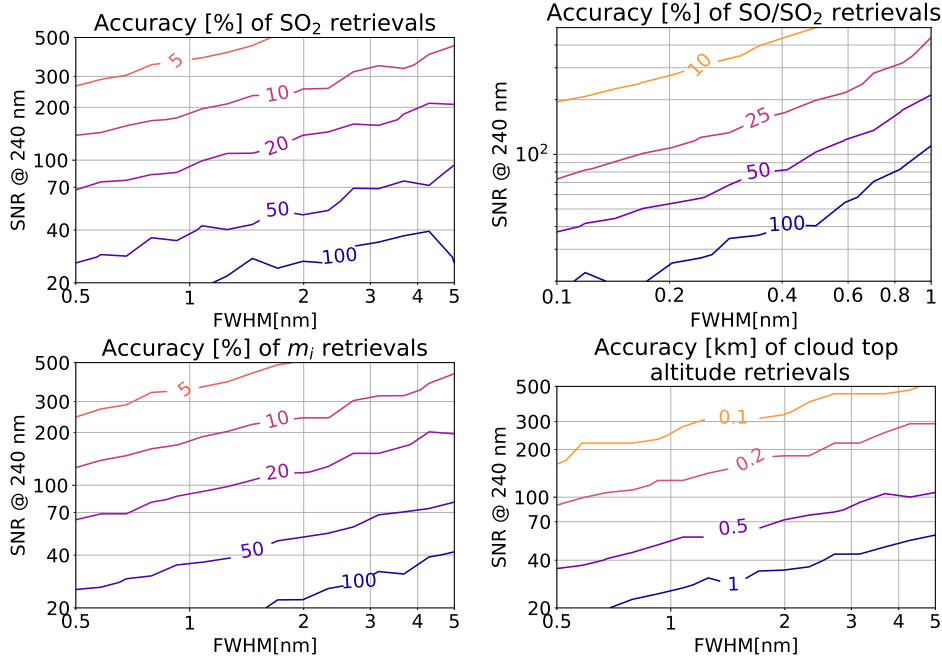 Accuracy [%] of SO₂ retrievals
SNR @ 240 nm
500
300
200
100
70
40
20
5
10
20
50
100
0.5 1 2 3 4 5
FWHM[nm]
Accuracy [%] of SO/SO₂ retrievals
SNR @ 240 nm
10²
10
25
50
100
0.1 0.2 0.4 0.6 0.8 1
FWHM[nm]
Accuracy [%] of mᵢ retrievals
SNR @ 240 nm
500
300
200
100
70
40
20
5
10
20
50
100
0.5 1 2 3 4 5
FWHM[nm]
Accuracy [km] of cloud top
altitude retrievals
SNR @ 240 nm
500
300
200
100
70
40
20
0.1
0.2
0.5
1
0.5 1 2 3 4 5
FWHM[nm]